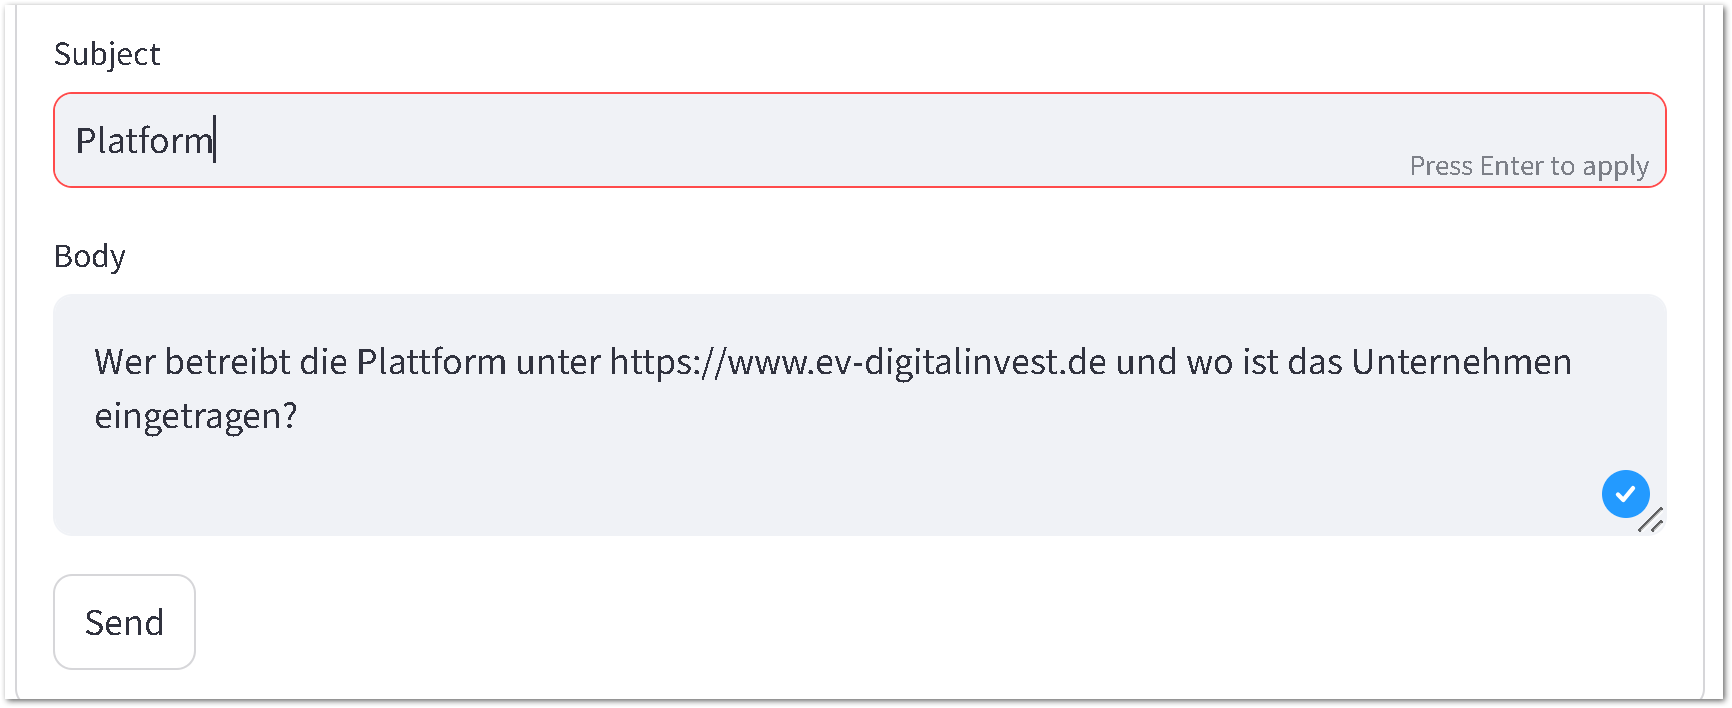 Subject
Platform
Press Enter to apply
Body
Wer betreibt die Plattform unter https://www.ev-digitalinvest.de und wo ist das Unternehmen
eingetragen?
Send